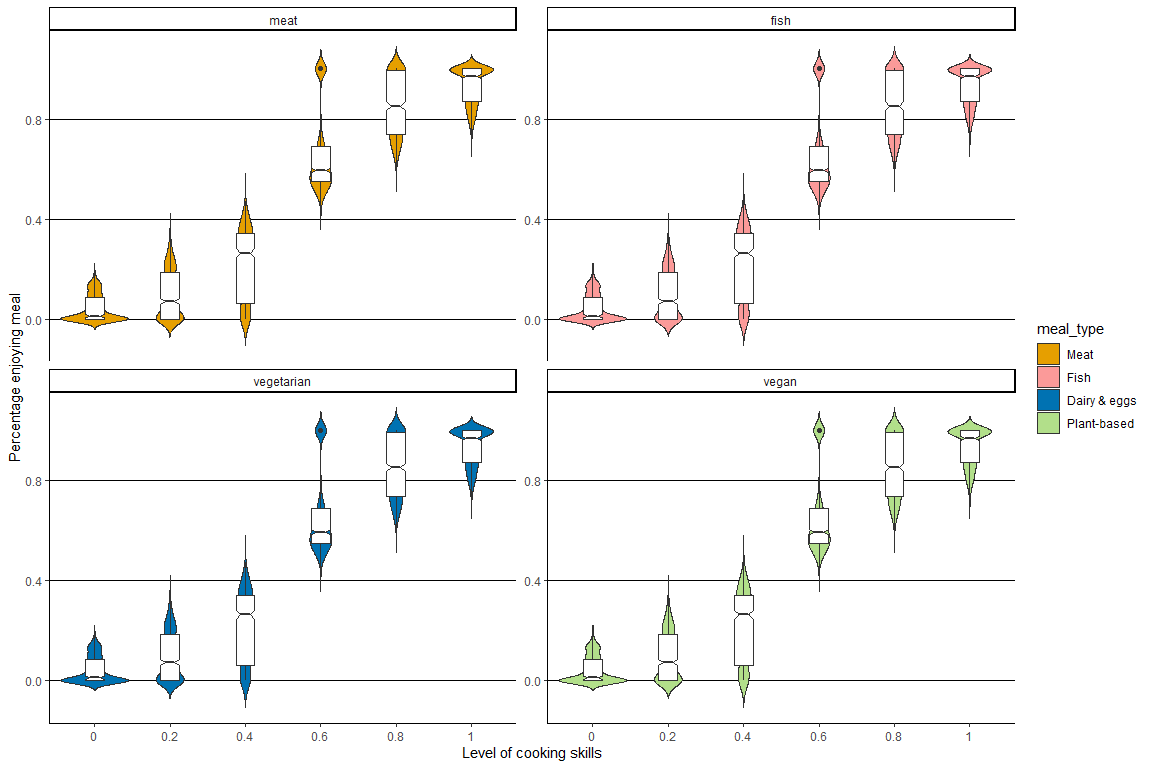 meat
fish
0.8
0.4
0.0
0.8
0.4
0.0
Percentage enjoying meal
vegetarian
vegan
0.8
0.4
0.0
0.8
0.4
0.0
0 0.2 0.4 0.6 0.8 1
0 0.2 0.4 0.6 0.8 1
Level of cooking skills
meal_type
Meat
Fish
Dairy & eggs
Plant-based